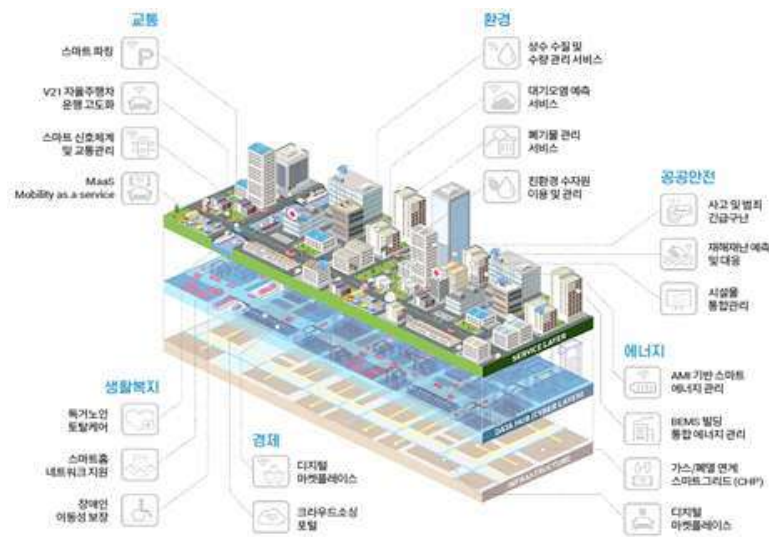 교통
스마트 파킹
V21 자율주행차
운행 고도화
스마트 신호체계
및 교통관리
MaaS
Mobility as a service
환경
상수 수질 및
수량 관리 서비스
대기오염 예측
서비스
폐기물 관리
서비스
친환경 수자원
이용 및 관리
공공안전
사고 및 범죄
긴급구난
재해재난 예측
및 대응
시설물
통합관리
에너지
AMI 기반 스마트
에너지 관리
BEMS 빌딩
통합 에너지 관리
가스/폐열 연계
스마트그리드 (CHP)
디지털
마켓플레이스
생활복지
독거노인
토탈케어
스마트홈
네트워크 지원
장애인
이동성 보장
경제
디지털
마켓플레이스
크라우드소싱
포털
SERVICE LAYER
DATA HUB (CYBER LAYER)
INFRASTRUCTURE